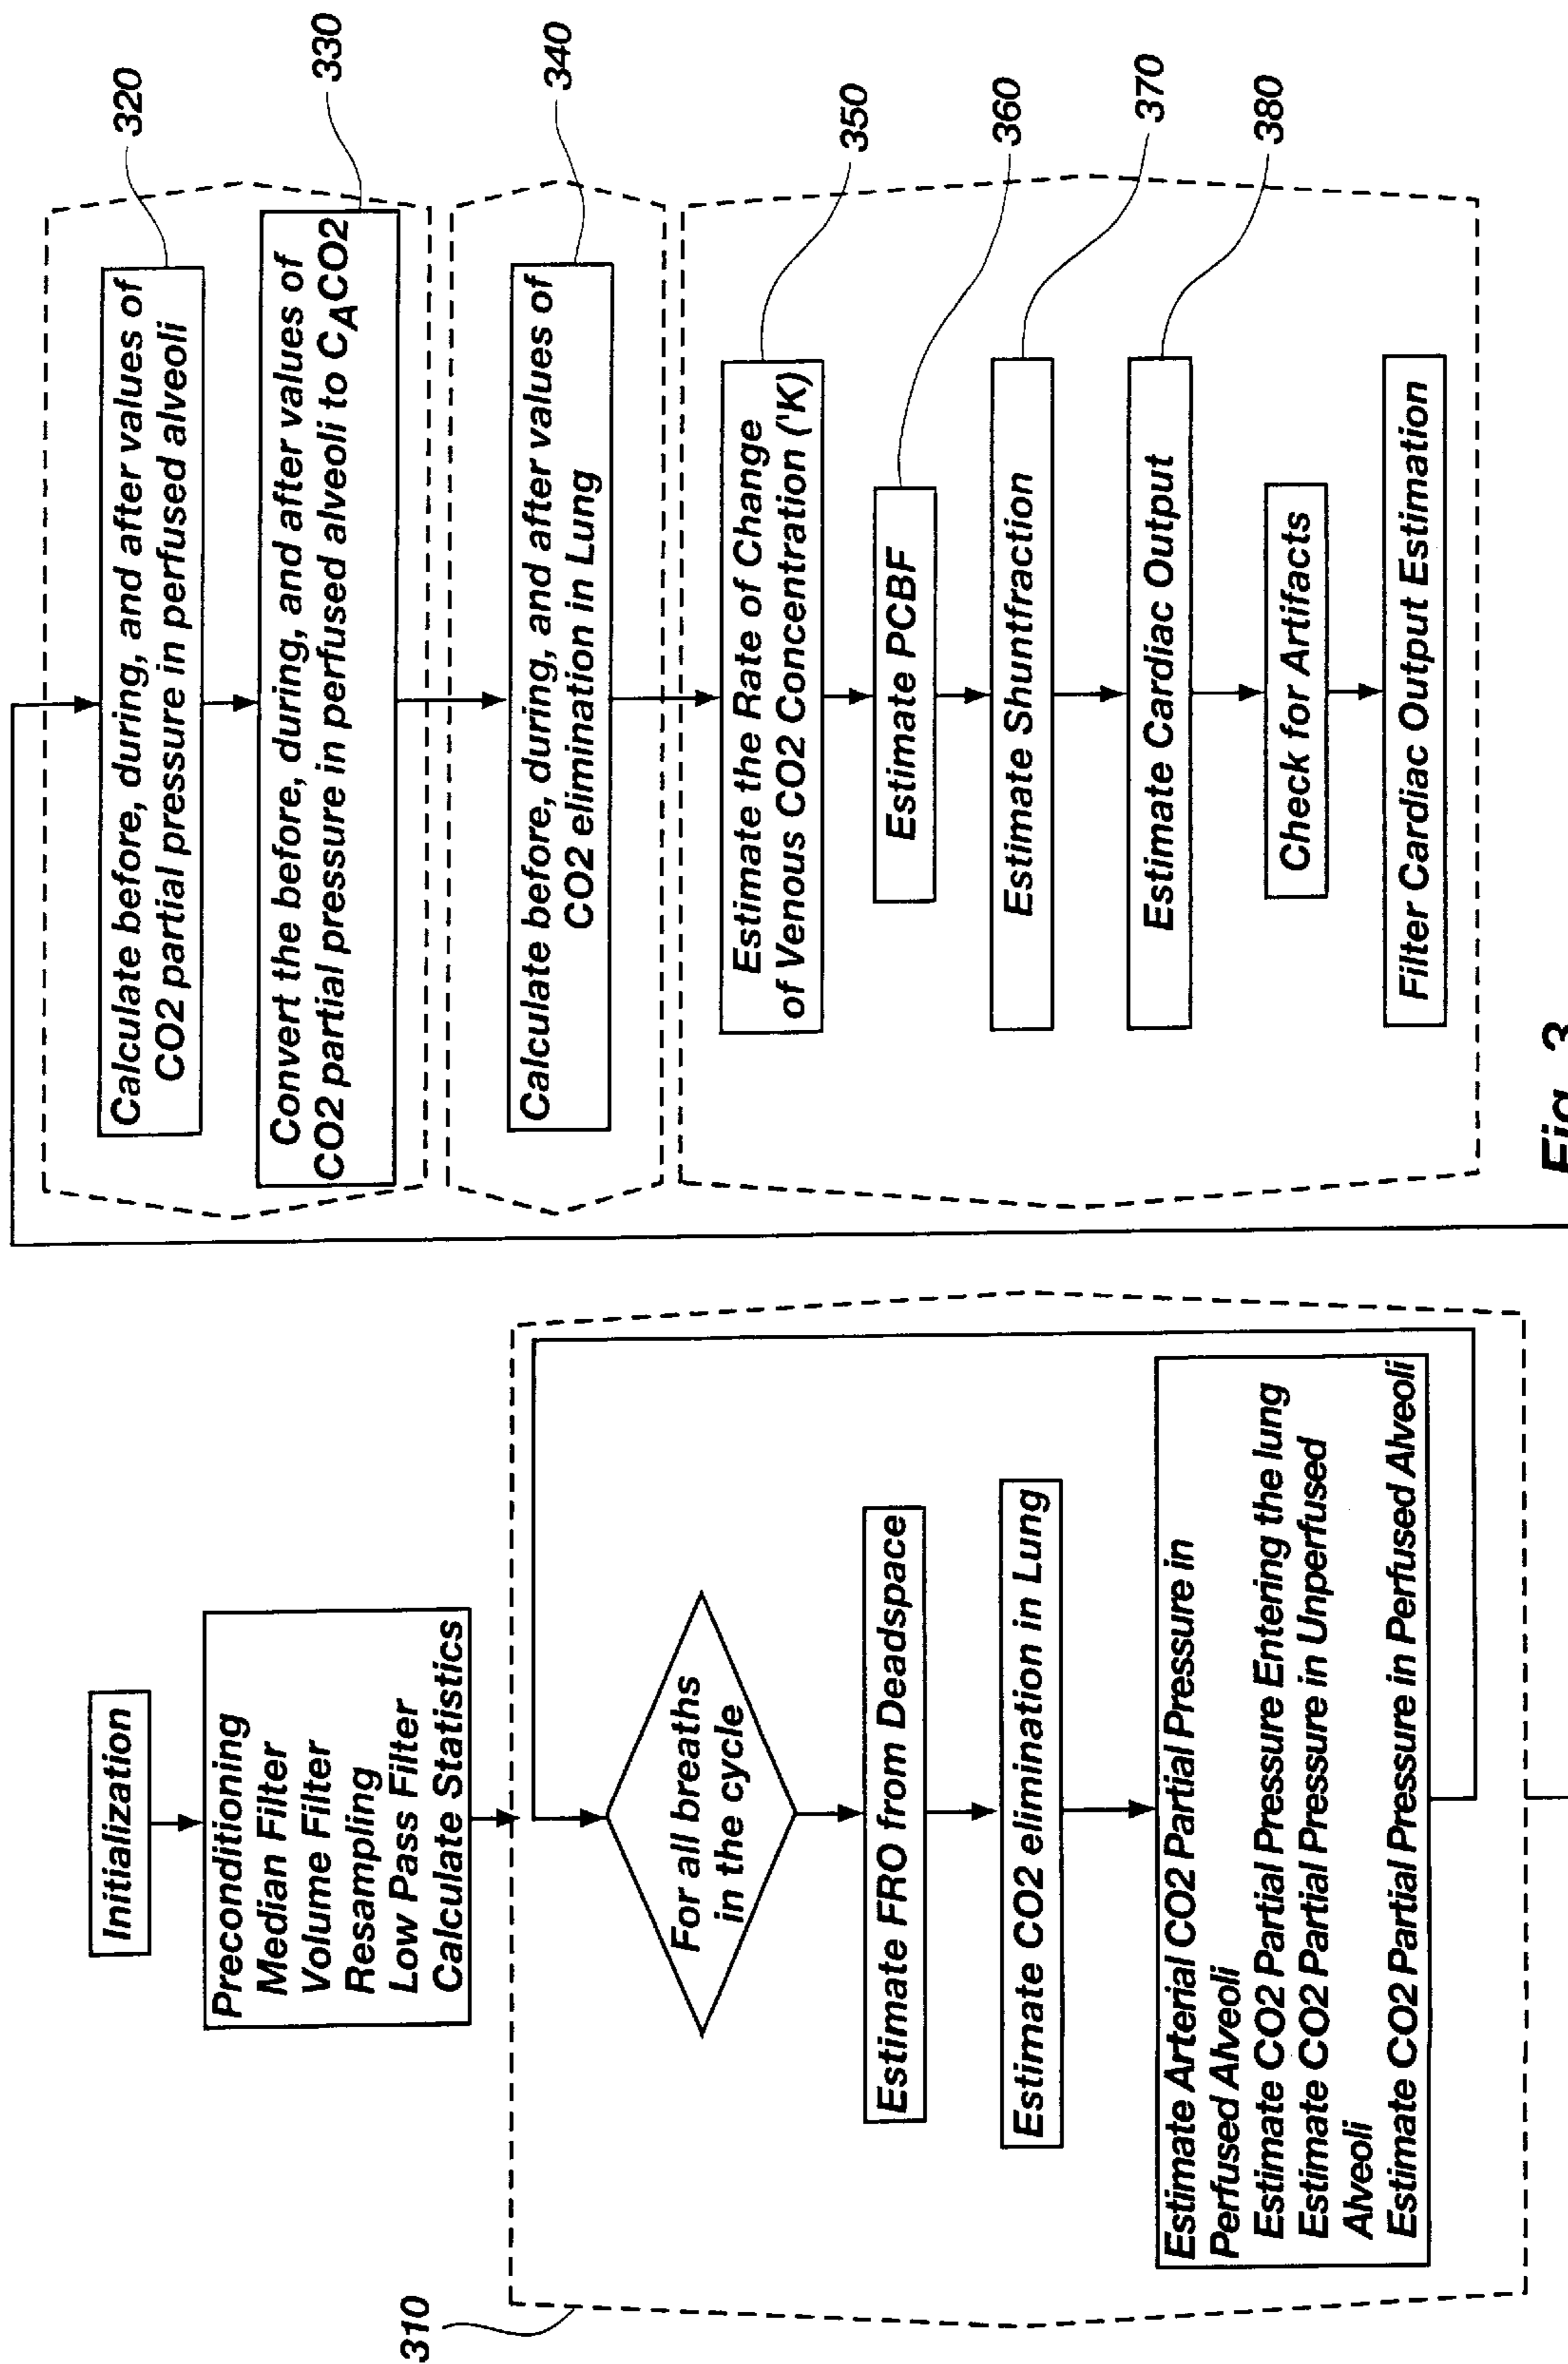 Initialization
Preconditioning
Median Filter
Volume Filter
Resampling
Low Pass Filter
Calculate Statistics
310
For all breaths
in the cycle
Estimate FRO from Deadspace
Estimate CO2 elimination in Lung
Estimate Arterial CO2 Partial Pressure in
Perfused Alveoli
Estimate CO2 Partial Pressure Entering the lung
Estimate CO2 Partial Pressure in Unperfused
Alveoli
Estimate CO2 Partial Pressure in Perfused Alveoli
Calculate before, during, and after values of
CO2 partial pressure in perfused alveoli
320
Convert the before, during, and after values of
CO2 partial pressure in perfused alveoli to CACO2
330
Calculate before, during, and after values of
CO2 elimination in Lung
340
Estimate the Rate of Change
of Venous CO2 Concentration ('K)
350
Estimate PCBF
360
Estimate Shuntfraction
370
Estimate Cardiac Output
380
Check for Artifacts
Filter Cardiac Output Estimation
Fig. 3